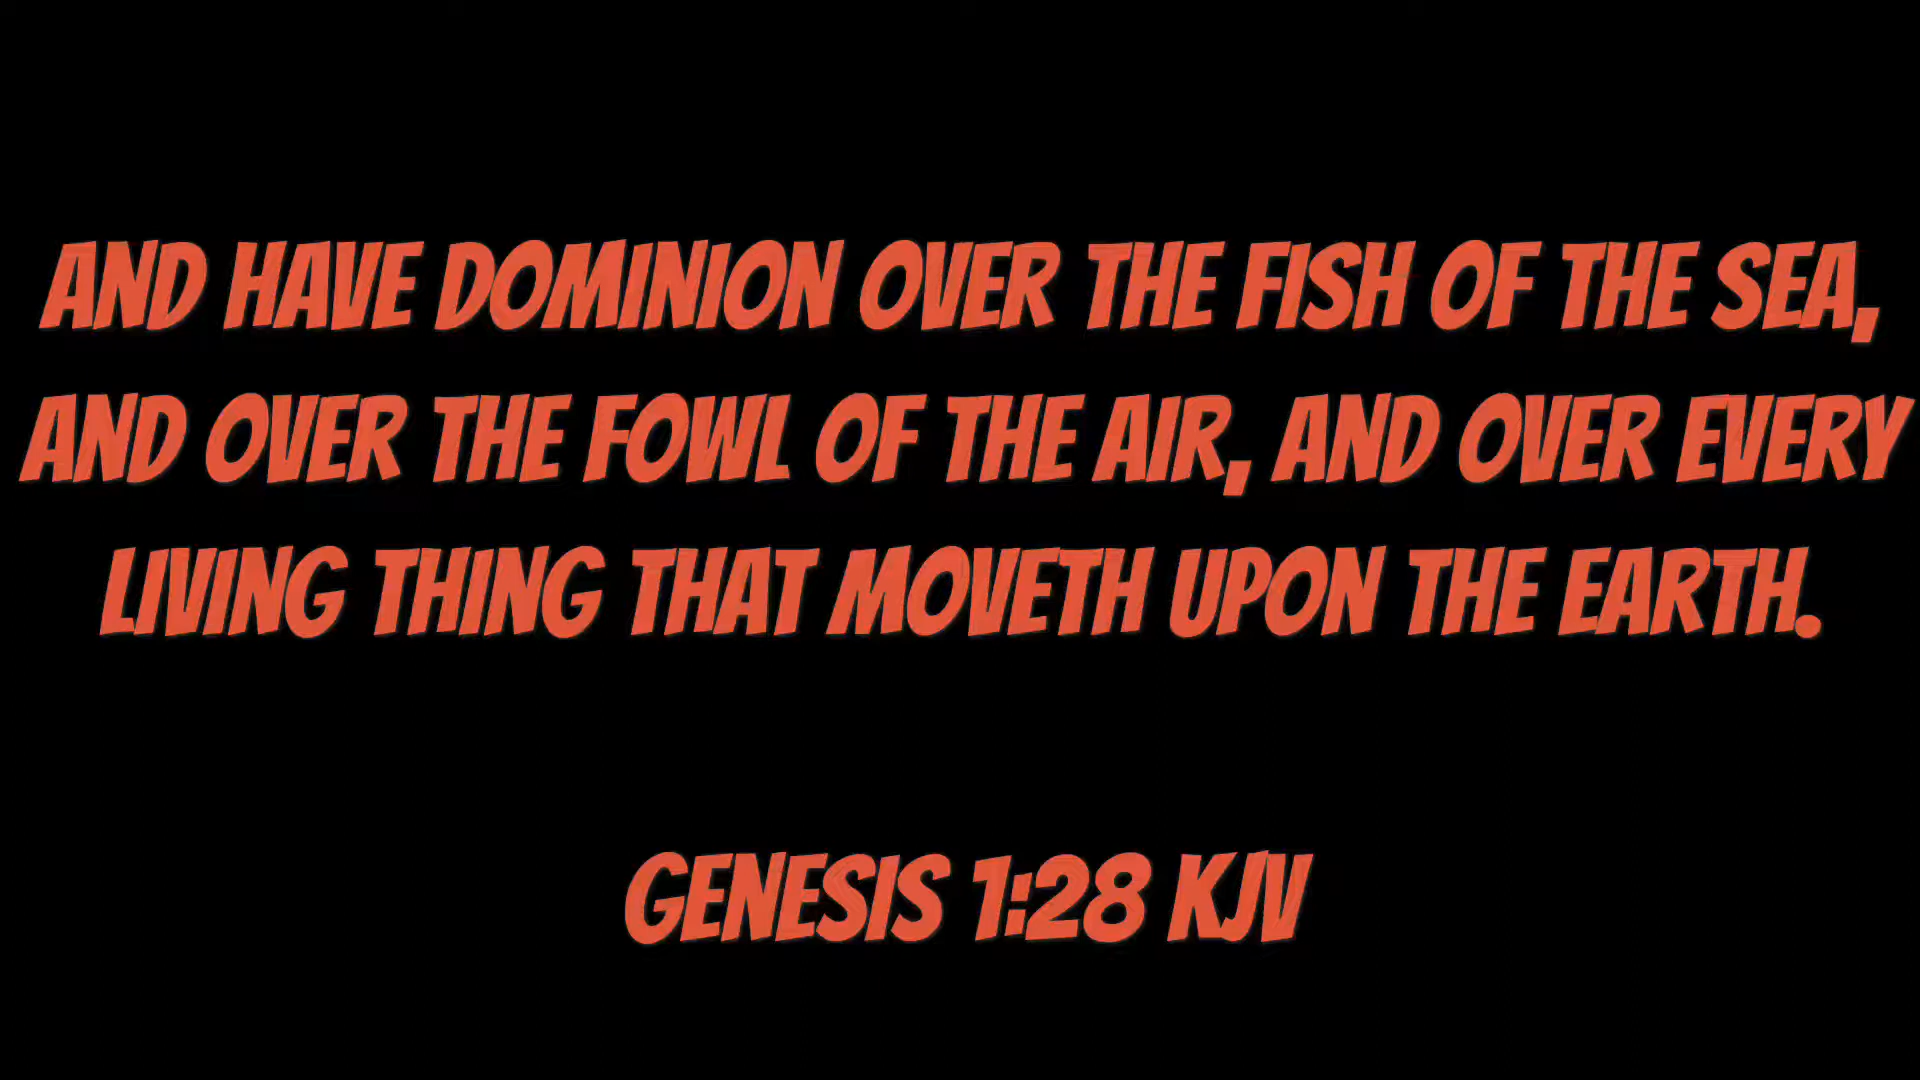 AND HAVE DOMINION OVER THE FISH OF THE SEA,
AND OVER THE FOWL OF THE AIR, AND OVER EVERY
LIVING THING THAT MOVETH UPON THE EARTH.
GENESIS 1:28 KJV